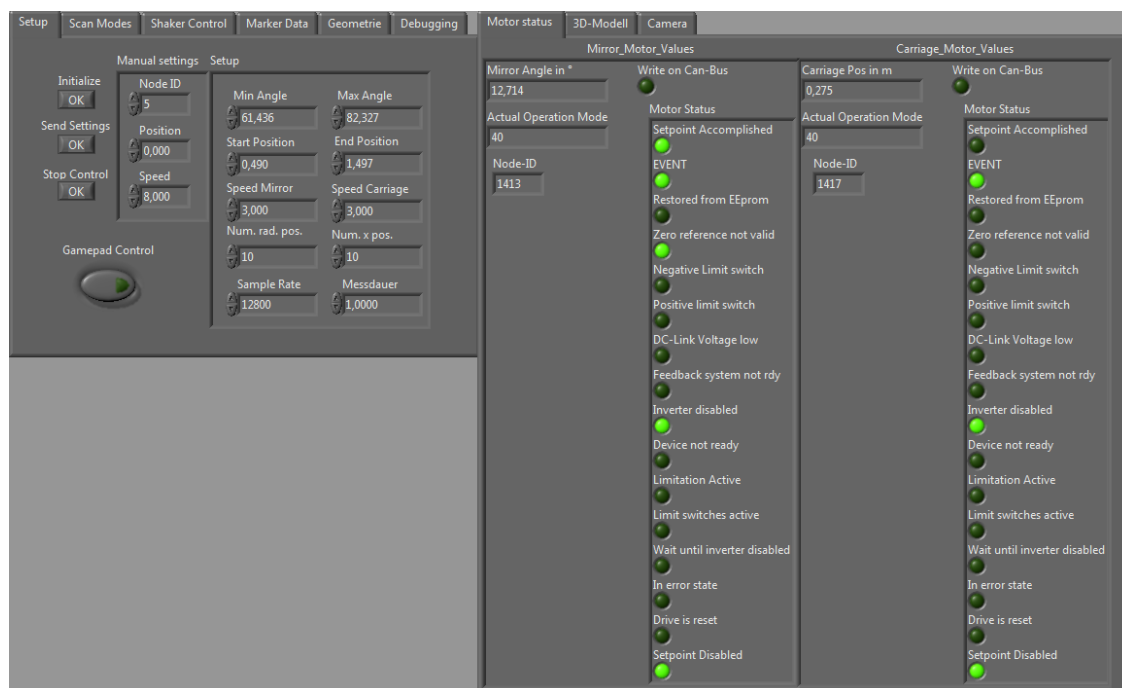 Setup Scan Modes Shaker Control Marker Data Geometrie Debugging
Manual settings Setup
Initialize
OK
Send Settings
OK
Stop Control
OK
Node ID
5
Position
0,000
Speed
8,000
Gamepad Control
Min Angle Max Angle
61,436 82,327
Start Position End Position
0,490 1,497
Speed Mirror Speed Carriage
3,000 3,000
Num. rad. pos. Num. x pos.
10 10
Sample Rate Messdauer
12800 1,0000
Motor status 3D-Modell Camera
Mirror_Motor_Values
Mirror Angle in °
12,714
Actual Operation Mode
40
Node-ID
1413
Write on Can-Bus
Motor Status
Setpoint Accomplished
EVENT
Restored from EEprom
Zero reference not valid
Negative Limit switch
Positive limit switch
DC-Link Voltage low
Feedback system not rdy
Inverter disabled
Device not ready
Limitation Active
Limit switches active
Wait until inverter disabled
In error state
Drive is reset
Setpoint Disabled
Carriage_Motor_Values
Carriage Pos in m
0,275
Actual Operation Mode
40
Node-ID
1417
Write on Can-Bus
Motor Status
Setpoint Accomplished
EVENT
Restored from EEprom
Zero reference not valid
Negative Limit switch
Positive limit switch
DC-Link Voltage low
Feedback system not rdy
Inverter disabled
Device not ready
Limitation Active
Limit switches active
Wait until inverter disabled
In error state
Drive is reset
Setpoint Disabled